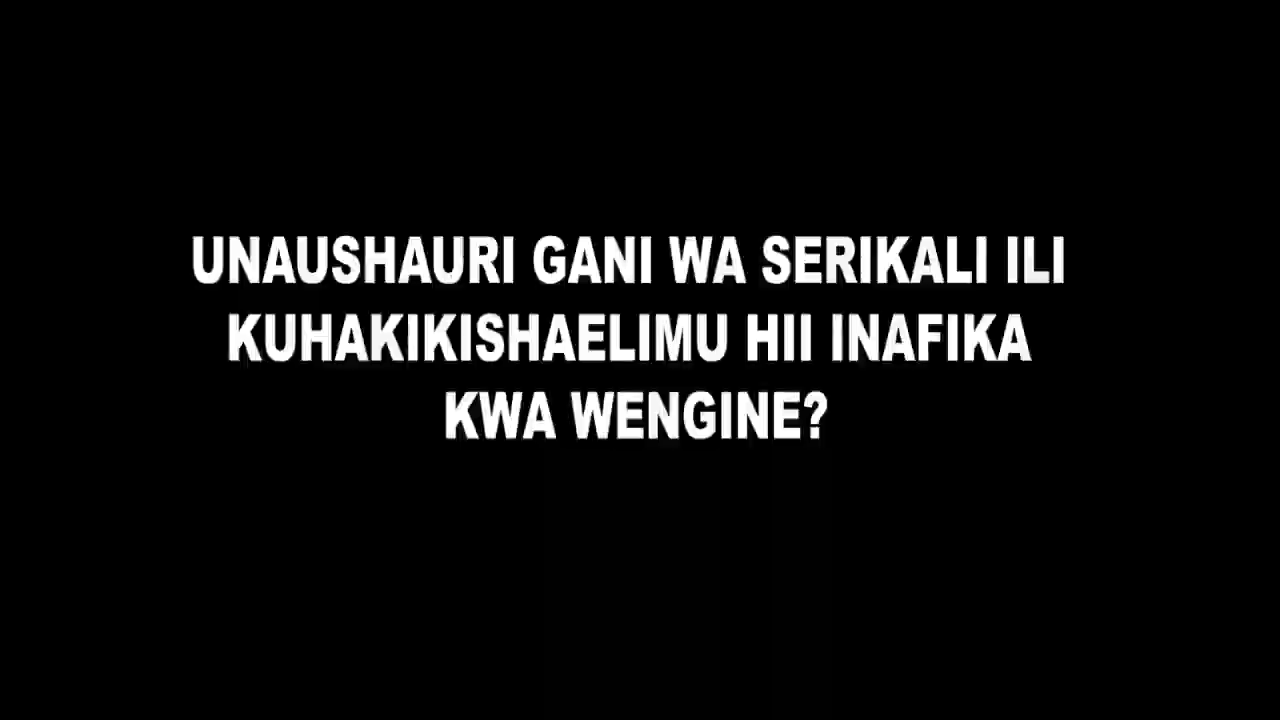 UNAUSHAURI GANI WA SERIKALI ILI
KUHAKIKISHAELIMU HII INAFIKA
KWA WENGINE?